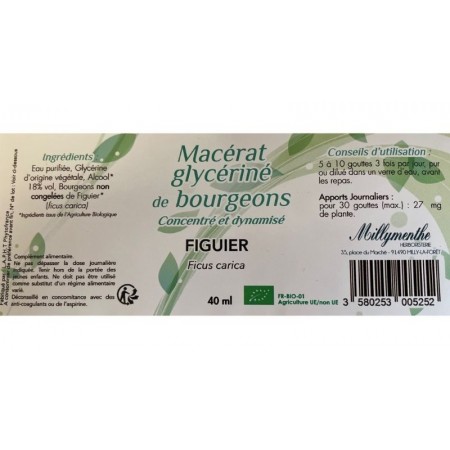 Macérat
glycériné
de bourgeons
Concentré et dynamisé
FIGUIER
Ficus carica
40 ml
Ingrédients
Eau purifiée, Glycérine
d'origine végétale, Alcool*
18% vol, Bourgeons non
congelées de Figuier*
(ficus carica)
*Ingrédients issus de l'Agriculture Biologique
Complément alimentaire.
Ne pas dépasser la dose journalière
indiquée. Tenir hors de la portée des
jeunes enfants. Ne doit pas être utilisé
comme substitut d'un régime alimentaire
varié.
Déconseillé en concomitance avec des
anti-coagulants ou de l'aspirine.
Conseils d'utilisation :
5 à 10 gouttes 3 fois par jour, pur
ou dilué dans un verre d'eau, avant
les repas.
Apports Journaliers :
pour 30 gouttes (max.) : 27 mg
de plante.
Millymenthe
HERBORISTERIE
35, place du Marché - 91490 MILLY-LA-FORÊT
FR-BIO-01
Agriculture UE/non UE
3 580253 005252